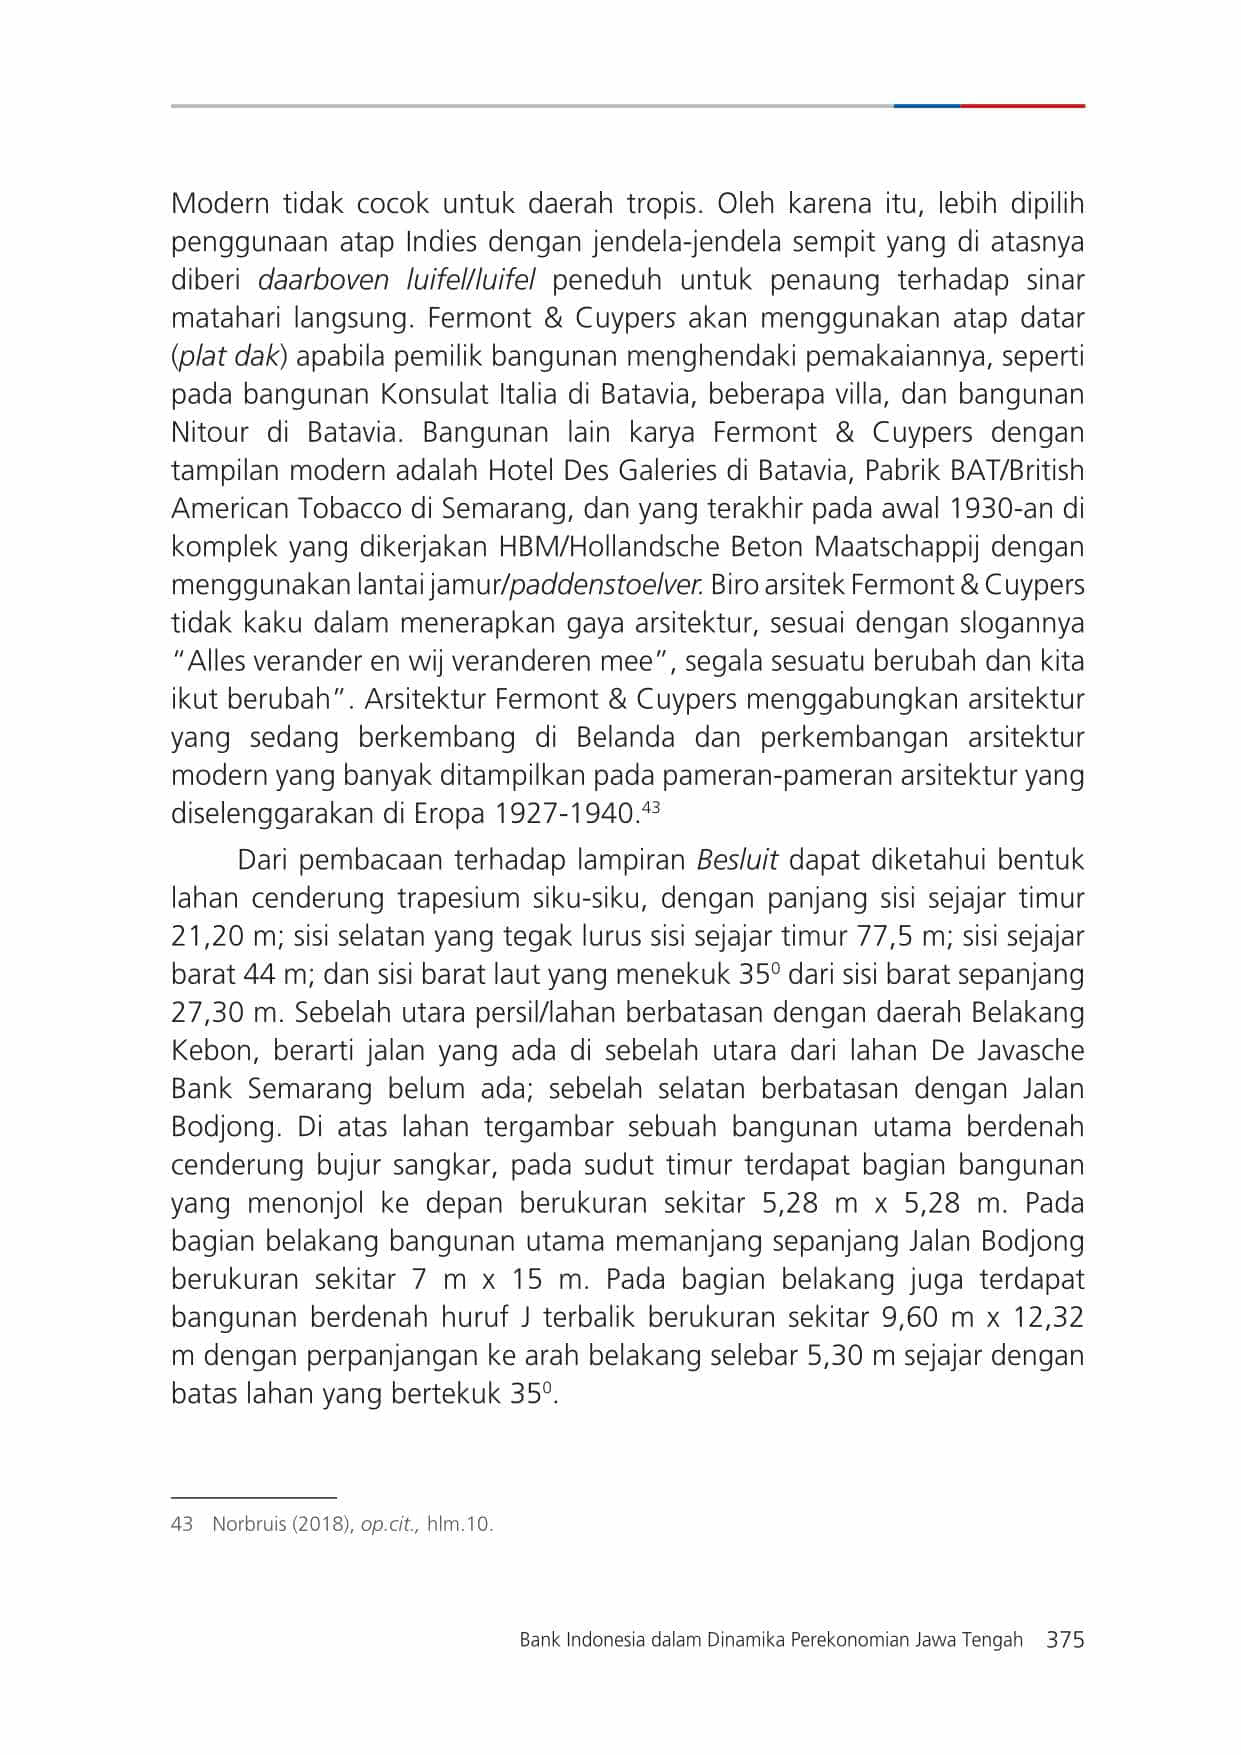 Modern tidak cocok untuk daerah tropis. Oleh karena itu, lebih dipilih
penggunaan atap Indies dengan jendela-jendela sempit yang di atasnya
diberi daarboven luifel/luifel peneduh untuk penaung terhadap sinar
matahari langsung. Fermont & Cuypers akan menggunakan atap datar
(plat dak) apabila pemilik bangunan menghendaki pemakaiannya, seperti
pada bangunan Konsulat Italia di Batavia, beberapa villa, dan bangunan
Nitour di Batavia. Bangunan lain karya Fermont & Cuypers dengan
tampilan modern adalah Hotel Des Galeries di Batavia, Pabrik BAT/British
American Tobacco di Semarang, dan yang terakhir pada awal 1930-an di
komplek yang dikerjakan HBM/Hollandsche Beton Maatschappij dengan
menggunakan lantai jamur/paddenstoelver. Biro arsitek Fermont & Cuypers
tidak kaku dalam menerapkan gaya arsitektur, sesuai dengan slogannya
“Alles verander en wij veranderen mee”, segala sesuatu berubah dan kita
ikut berubah”. Arsitektur Fermont & Cuypers menggabungkan arsitektur
yang sedang berkembang di Belanda dan perkembangan arsitektur
modern yang banyak ditampilkan pada pameran-pameran arsitektur yang
diselenggarakan di Eropa 1927-1940.43
Dari pembacaan terhadap lampiran Besluit dapat diketahui bentuk
lahan cenderung trapesium siku-siku, dengan panjang sisi sejajar timur
21,20 m; sisi selatan yang tegak lurus sisi sejajar timur 77,5 m; sisi sejajar
barat 44 m; dan sisi barat laut yang menekuk 350 dari sisi barat sepanjang
27,30 m. Sebelah utara persil/lahan berbatasan dengan daerah Belakang
Kebon, berarti jalan yang ada di sebelah utara dari lahan De Javasche
Bank Semarang belum ada; sebelah selatan berbatasan dengan Jalan
Bodjong. Di atas lahan tergambar sebuah bangunan utama berdenah
cenderung bujur sangkar, pada sudut timur terdapat bagian bangunan
yang menonjol ke depan berukuran sekitar 5,28 m x 5,28 m. Pada
bagian belakang bangunan utama memanjang sepanjang Jalan Bodjong
berukuran sekitar 7 m x 15 m. Pada bagian belakang juga terdapat
bangunan berdenah huruf J terbalik berukuran sekitar 9,60 m x 12,32
m dengan perpanjangan ke arah belakang selebar 5,30 m sejajar dengan
batas lahan yang bertekuk 350.
43 Norbruis (2018), op.cit., hlm.10.
Bank Indonesia dalam Dinamika Perekonomian Jawa Tengah 375